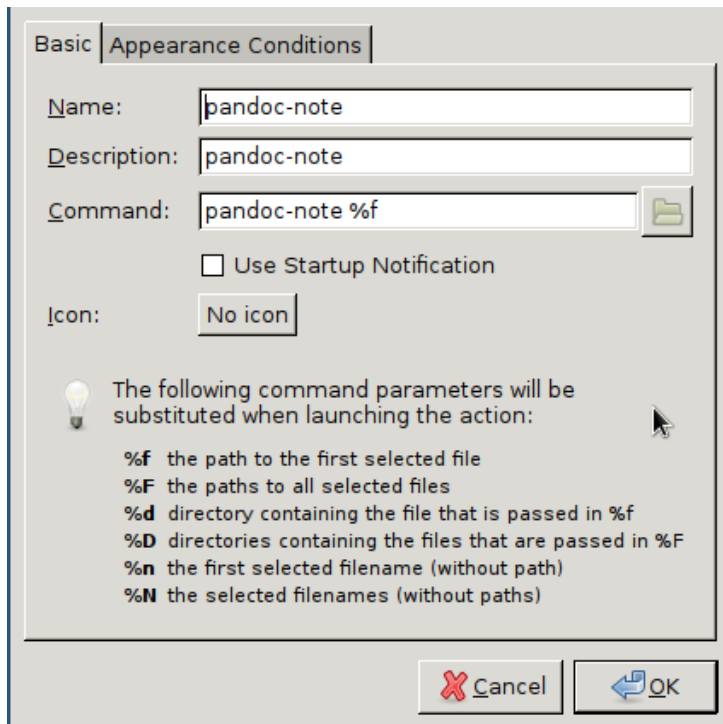 Basic Appearance Conditions
Name: pandoc-note
Description: pandoc-note
Command: pandoc-note %f
Use Startup Notification
Icon: No icon
The following command parameters will be
substituted when launching the action:
%f the path to the first selected file
%F the paths to all selected files
%d directory containing the file that is passed in %f
%D directories containing the files that are passed in %F
%n the first selected filename (without path)
%N the selected filenames (without paths)
Cancel OK